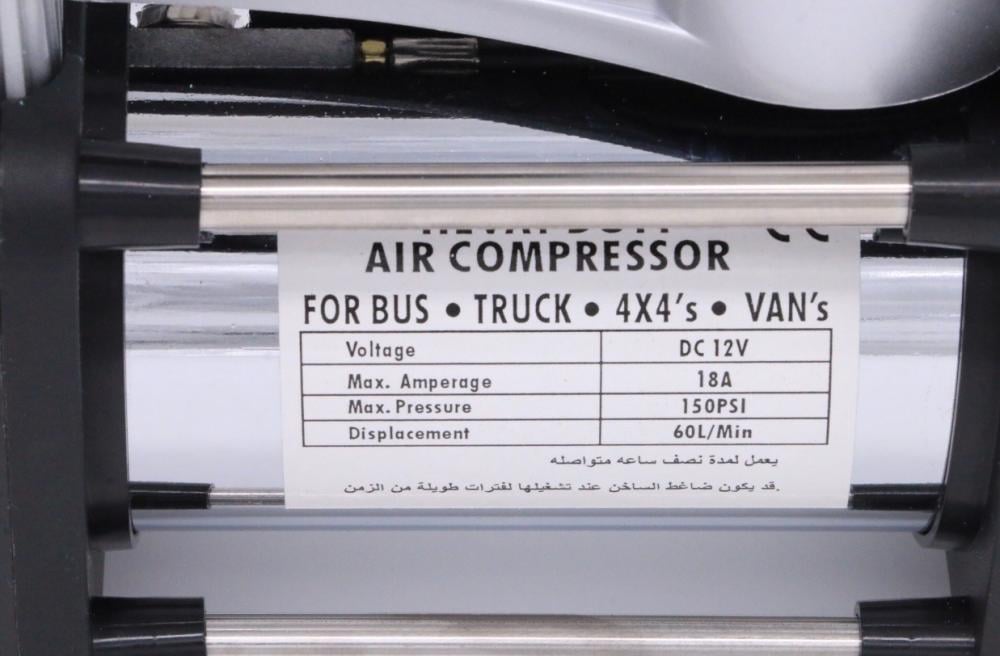 AIR COMPRESSOR
FOR BUS • TRUCK • 4X4's • VAN's
Voltage DC 12V
Max. Amperage 18A
Max. Pressure 150PSI
Displacement 60L/Min
يعمل لمدة نصف ساعه متواصله
قد يكون ضاغط الساخن عند تشغيلها لفترات طويلة من الزمن.